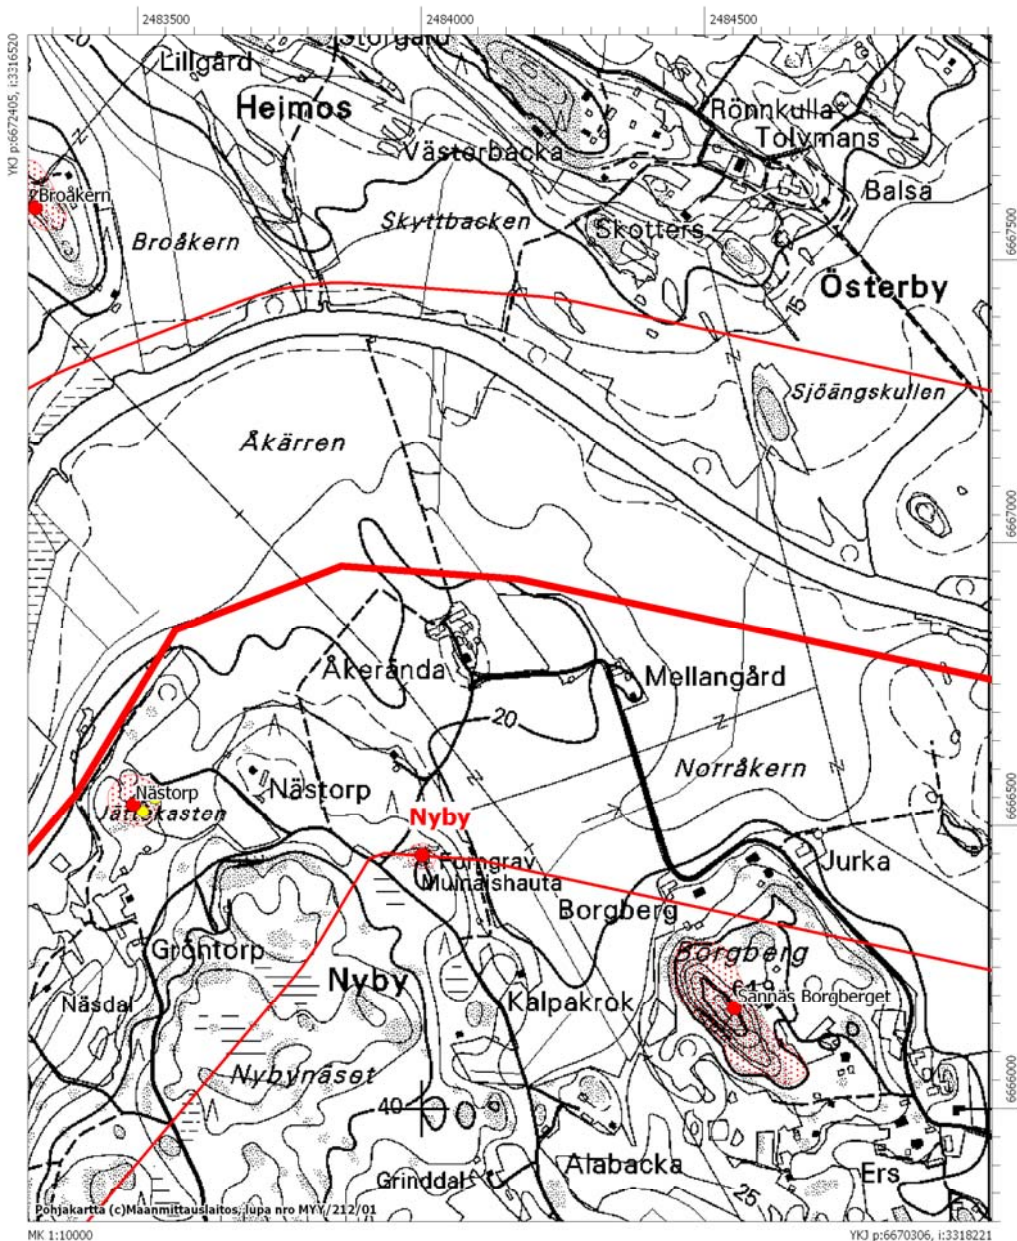 2483500
2484000
2484500
YKJ p:6672405, i:3316520
Storgård
Lillgård
Heimos
Rönnkulla
Tolvmans
Västerbacka
Balsa
Broåkern
Skyttbacken
Skotters
Broåkern
6667500
Österby
15
Sjöängskullen
Åkärren
6667000
Åkerända
Mellangård
20
Norråkern
Nästorp
Nästorp
Jättekasten
6666500
Nyby
Forngrav
Muinaishauta
Jurka
Borgberg
Gröntorp
Borgberg
Nyby
Kalpakrok
Sannäs Borgberget
Näsdal
Nybynäset
6666000
40
Alabacka
Grinddal
Ers
25
Pohjakartta (c)Maanmittauslaitos, lupa nro MYY/212/01
MK 1:10000
YKJ p:6670306, i:3318221